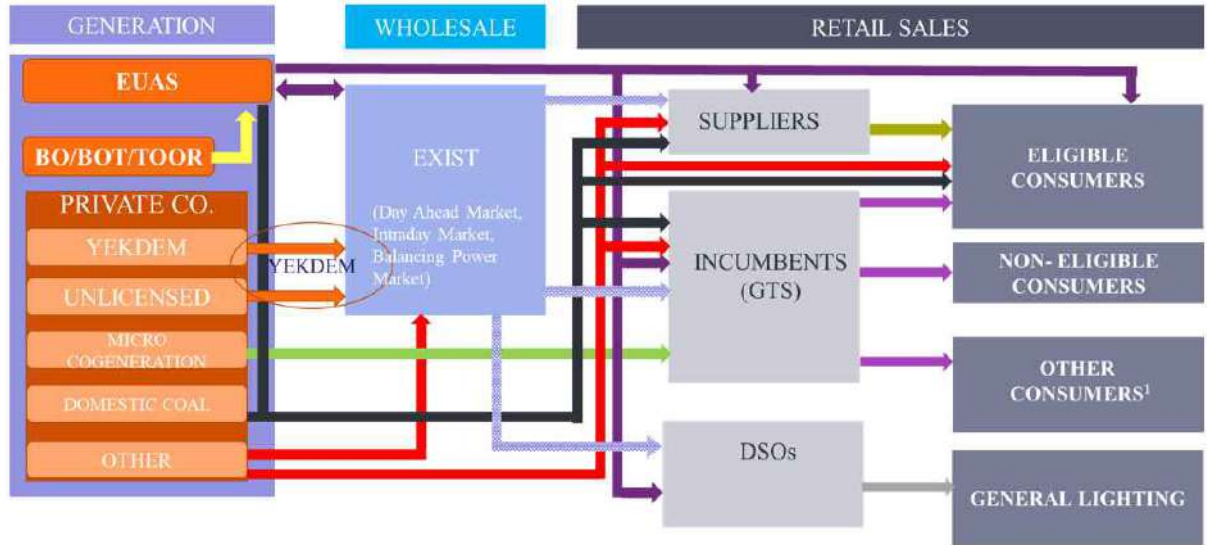 GENERATION
WHOLESALE
RETAIL SALES
EUAS
BO/BOT/TOOR
PRIVATE CO.
YEKDEM
UNLICENSED
MICRO
COGENERATION
DOMESTIC COAL
OTHER
YEKDEM
EXIST
(Day Ahead Market,
Intraday Market,
Balancing Power
Market)
SUPPLIERS
INCUMBENTS
(GTS)
DSOs
ELIGIBLE
CONSUMERS
NON- ELIGIBLE
CONSUMERS
OTHER
CONSUMERS¹
GENERAL LIGHTING